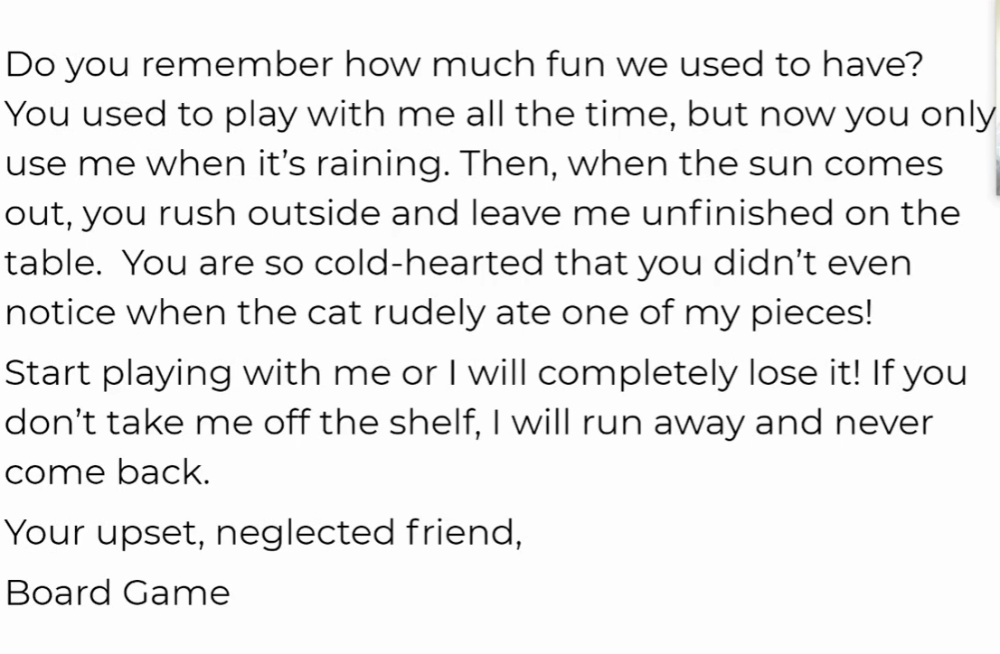 Do you remember how much fun we used to have?
You used to play with me all the time, but now you only
use me when it’s raining. Then, when the sun comes
out, you rush outside and leave me unfinished on the
table.  You are so cold-hearted that you didn’t even
notice when the cat rudely ate one of my pieces!
Start playing with me or I will completely lose it! If you
don’t take me off the shelf, I will run away and never
come back.
Your upset, neglected friend,
Board Game